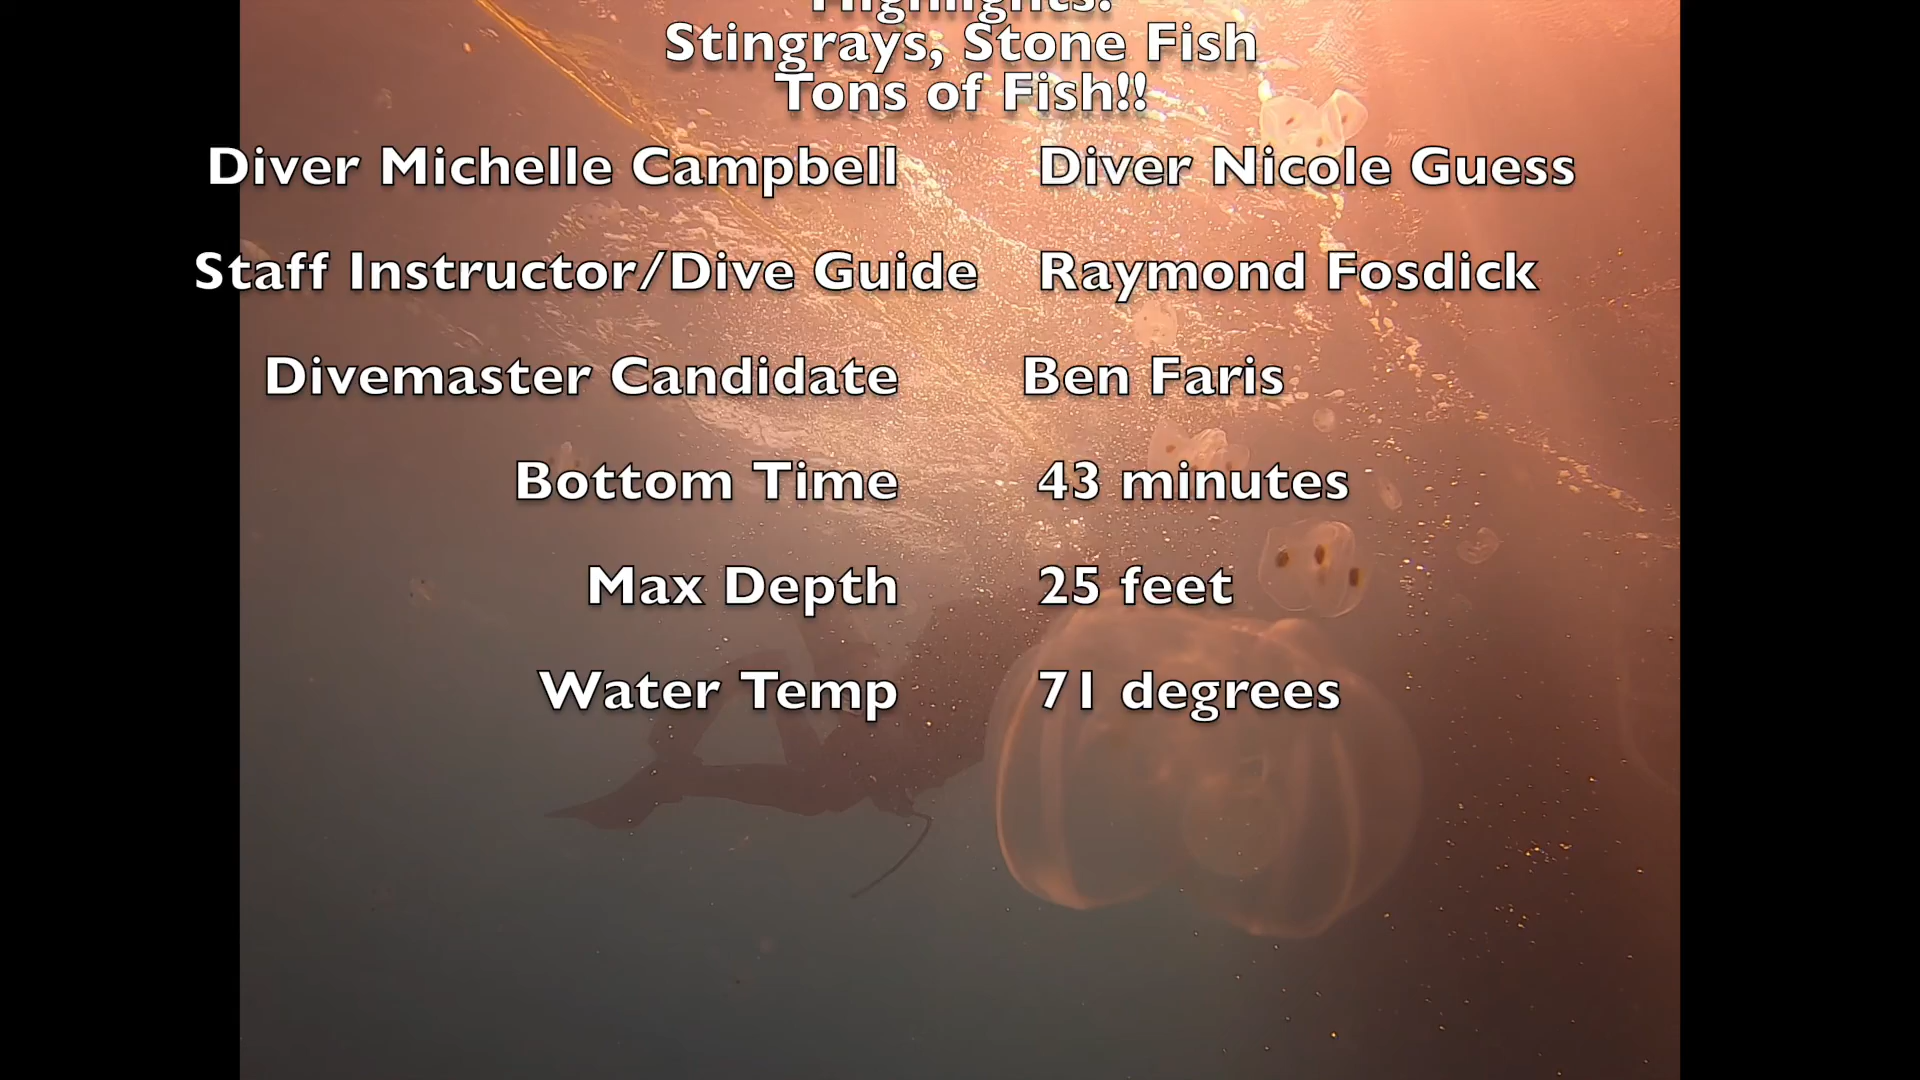 Highlights:
Stingrays, Stone Fish
Tons of Fish!!
Diver Michelle Campbell Diver Nicole Guess
Staff Instructor/Dive Guide Raymond Fosdick
Divemaster Candidate Ben Faris
Bottom Time 43 minutes
Max Depth 25 feet
Water Temp 71 degrees